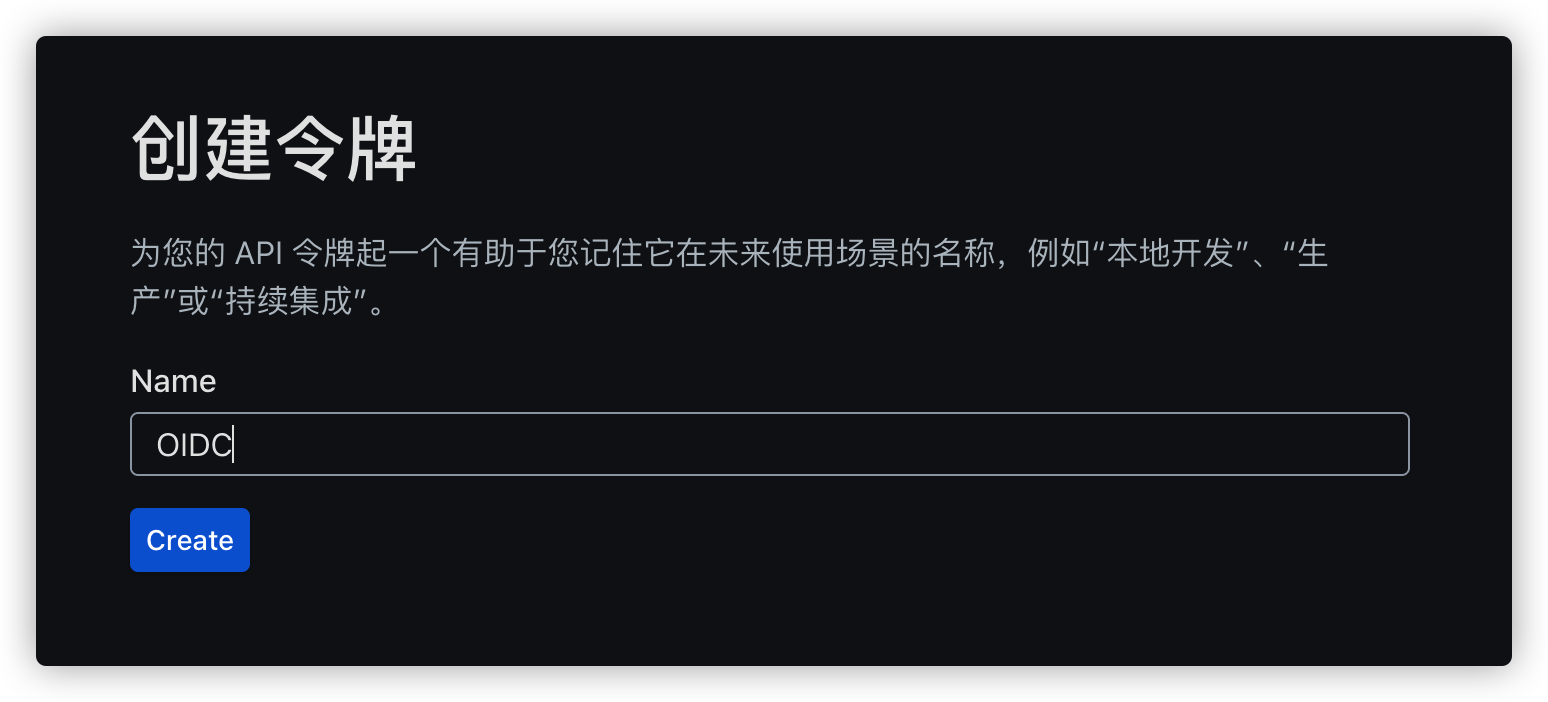 创建令牌
为您的 API 令牌起一个有助于您记住它在未来使用场景的名称，例如“本地开发”、“生
产”或“持续集成”。
Name
OIDC
Create